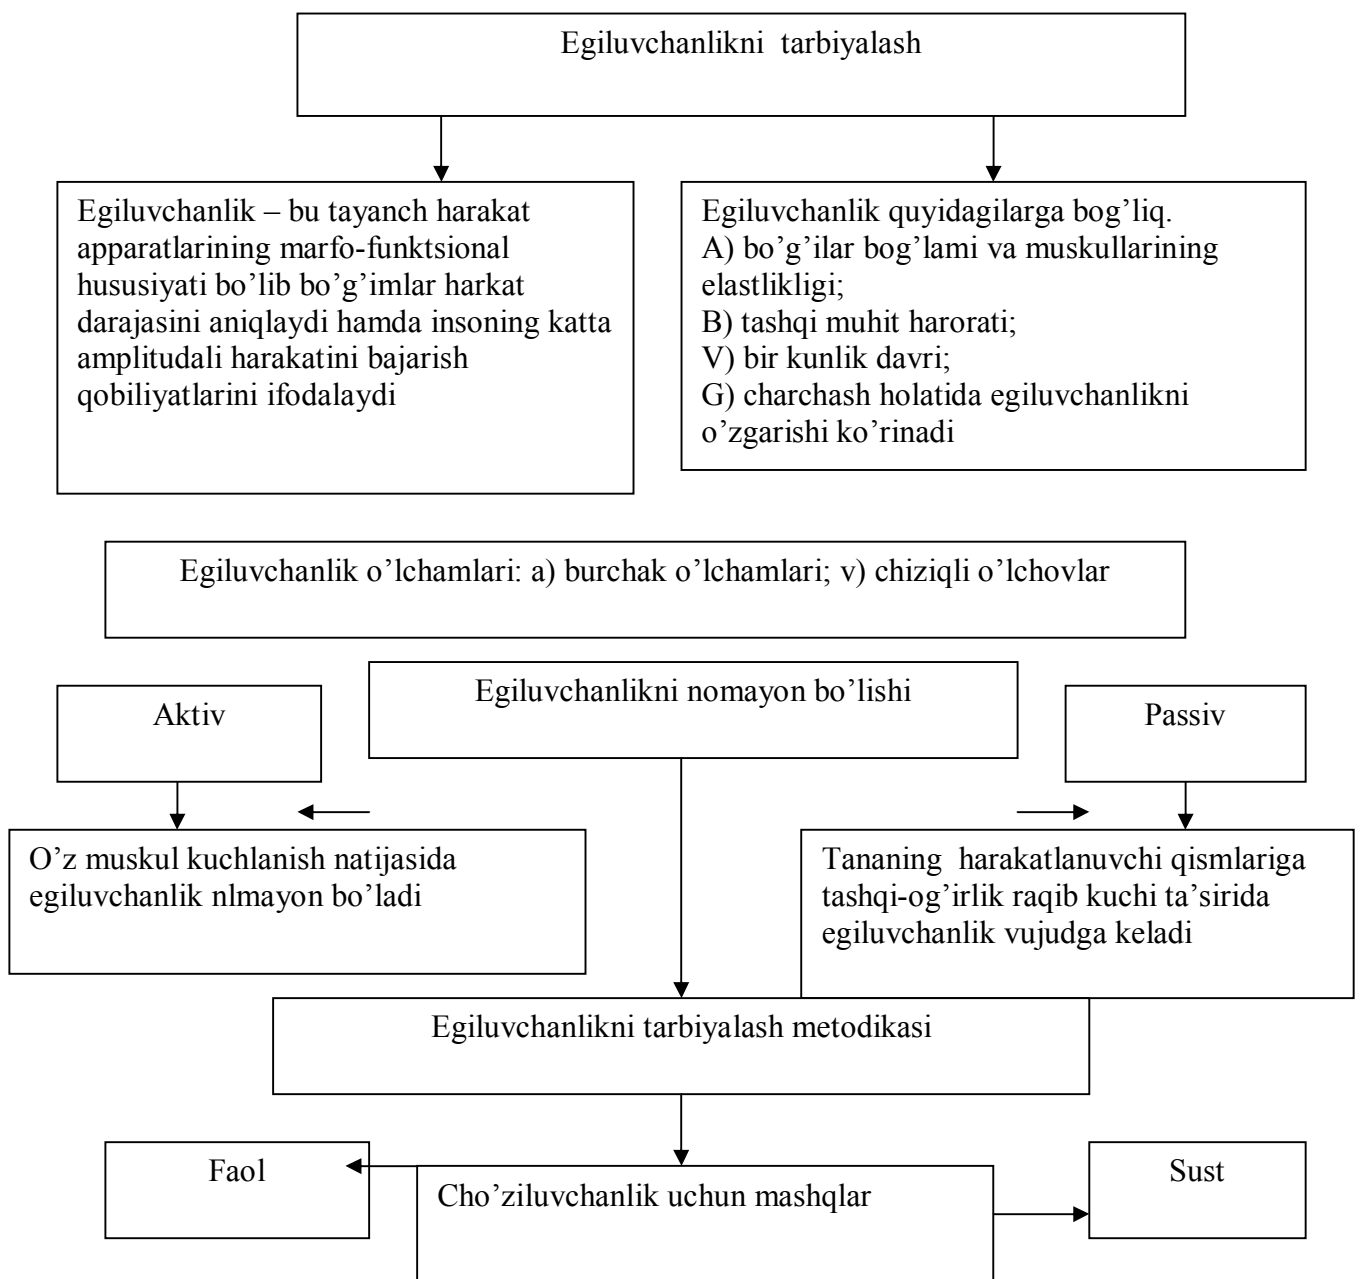 Egiluvchanlikni tarbiyalash
Egiluvchanlik – bu tayanch harakat
apparatlarining marfo-funktsional
hususiyati bo’lib bo’g’imlar harkat
darajasini aniqlaydi hamda insoning katta
amplitudali harakatini bajarish
qobiliyatlarini ifodalaydi
Egiluvchanlik quyidagilarga bog’liq.
A) bo’g’ilar bog’lami va muskullarining
elastlikligi;
B) tashqi muhit harorati;
V) bir kunlik davri;
G) charchash holatida egiluvchanlikni
o’zgarishi ko’rinadi
Egiluvchanlik o’lchamlari: a) burchak o’lchamlari; v) chiziqli o’lchovlar
Egiluvchanlikni nomayon bo’lishi
Aktiv
Passiv
O’z muskul kuchlanish natijasida
egiluvchanlik nlmayon bo’ladi
Tananing harakatlanuvchi qismlariga
tashqi-og’irlik raqib kuchi ta’sirida
egiluvchanlik vujudga keladi
Egiluvchanlikni tarbiyalash metodikasi
Faol
Cho’ziluvchanlik uchun mashqlar
Sust